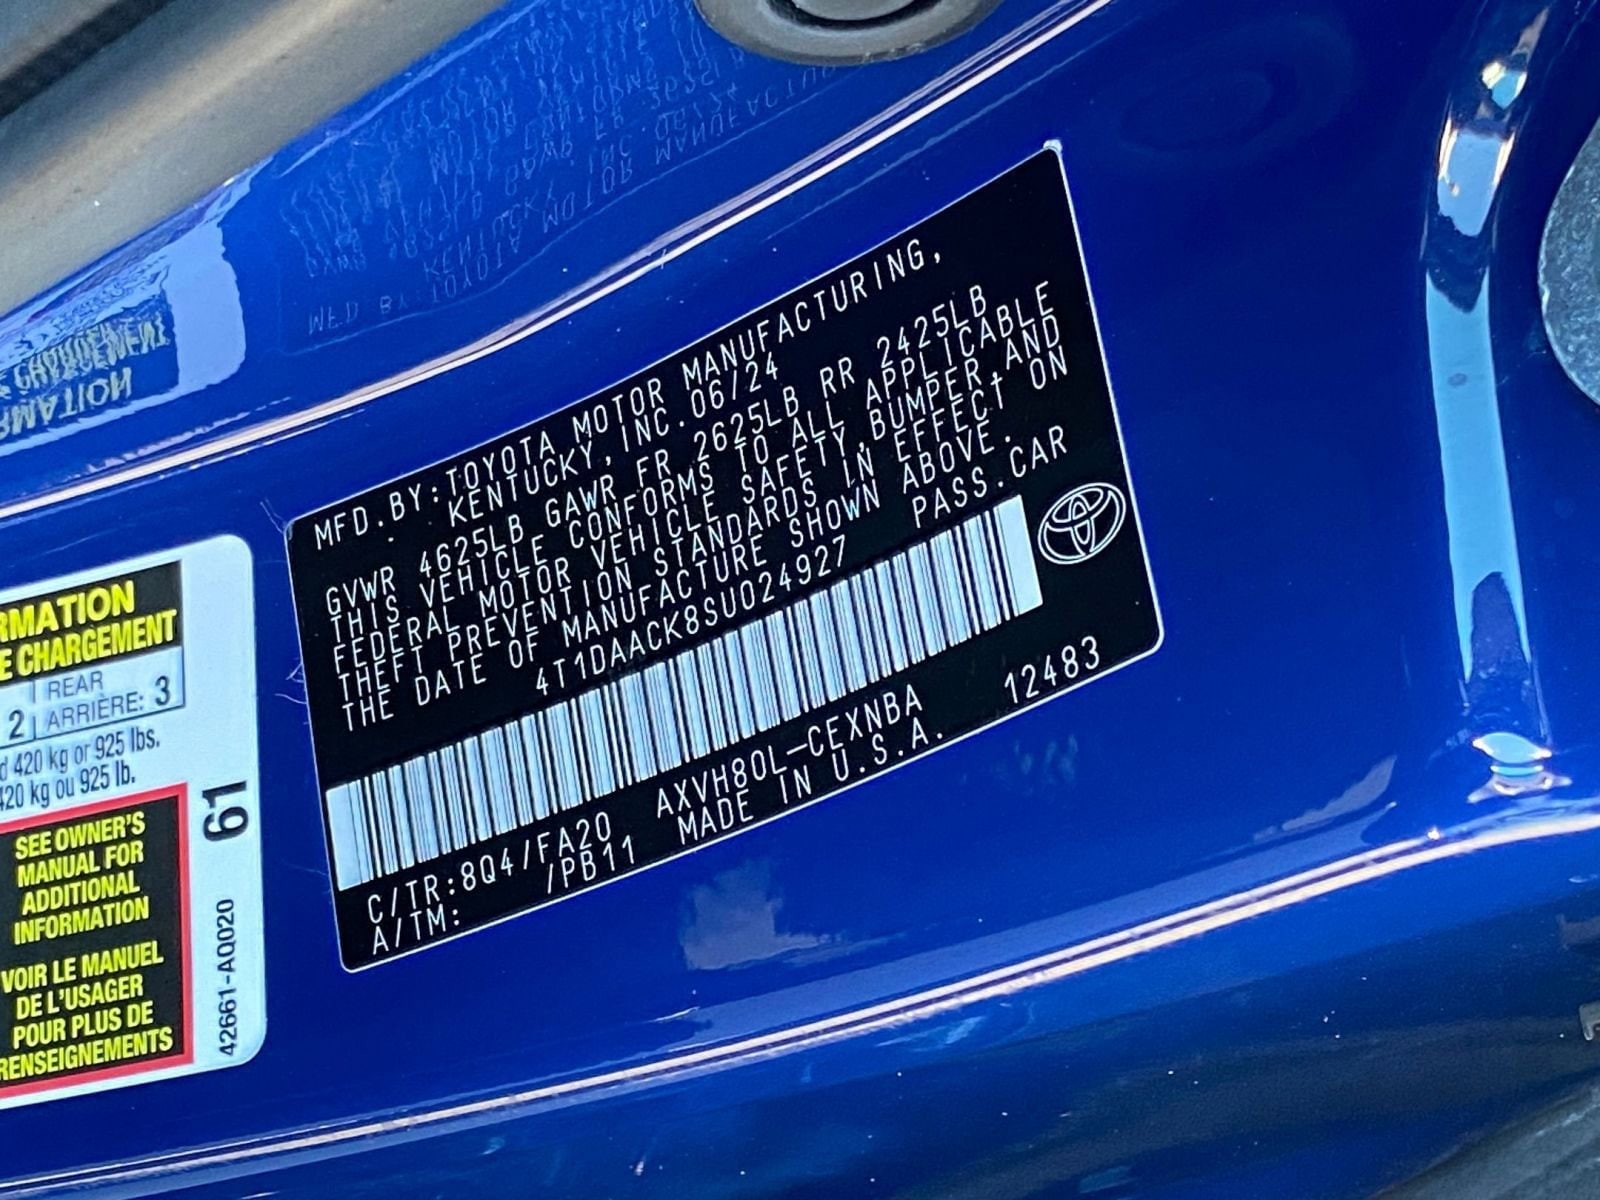 MFD.BY:TOYOTA MOTOR MANUFACTURING,
KENTUCKY,INC. 06/24
GVWR 4625LB GAWR FR 2625LB RR 2425LB
THIS VEHICLE CONFORMS TO ALL APPLICABLE
FEDERAL MOTOR VEHICLE SAFETY,BUMPER,AND
THEFT PREVENTION STANDARDS IN EFFECT ON
THE DATE OF MANUFACTURE SHOWN ABOVE.
4T1DAACK8SU024927 PASS.CAR
C/TR:8Q4/FA20 AXVH80L-CEXNBA 12483
A/TM: /PB11 MADE IN U.S.A.
RMATION
E CHARGEMENT
2 REAR
ARRIÈRE: 3
d 420 kg or 925 lbs.
420 kg ou 925 lb.
SEE OWNER'S
MANUAL FOR
ADDITIONAL
INFORMATION
VOIR LE MANUEL
DE L'USAGER
POUR PLUS DE
RENSEIGNEMENTS
61
42661-AQ020